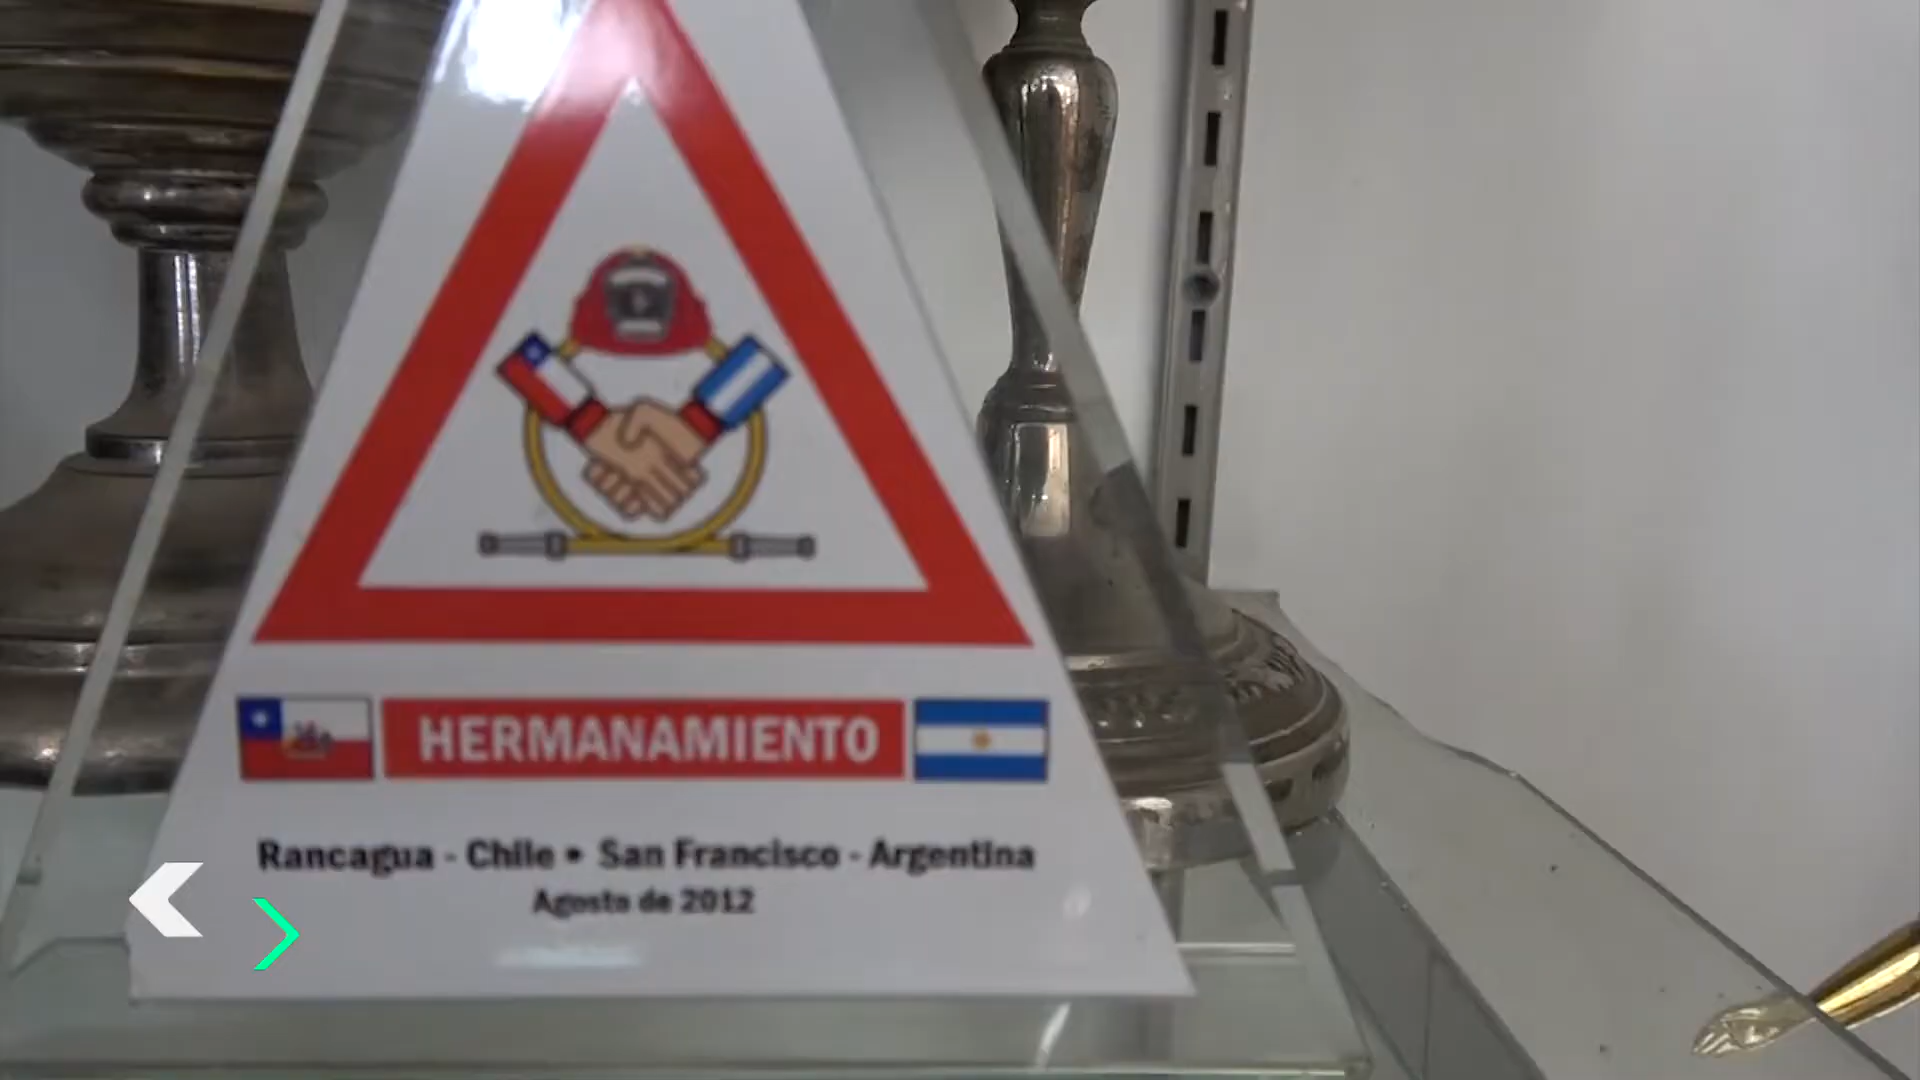 HERMANAMIENTO
Rancagua - Chile • San Francisco - Argentina
Agosto de 2012